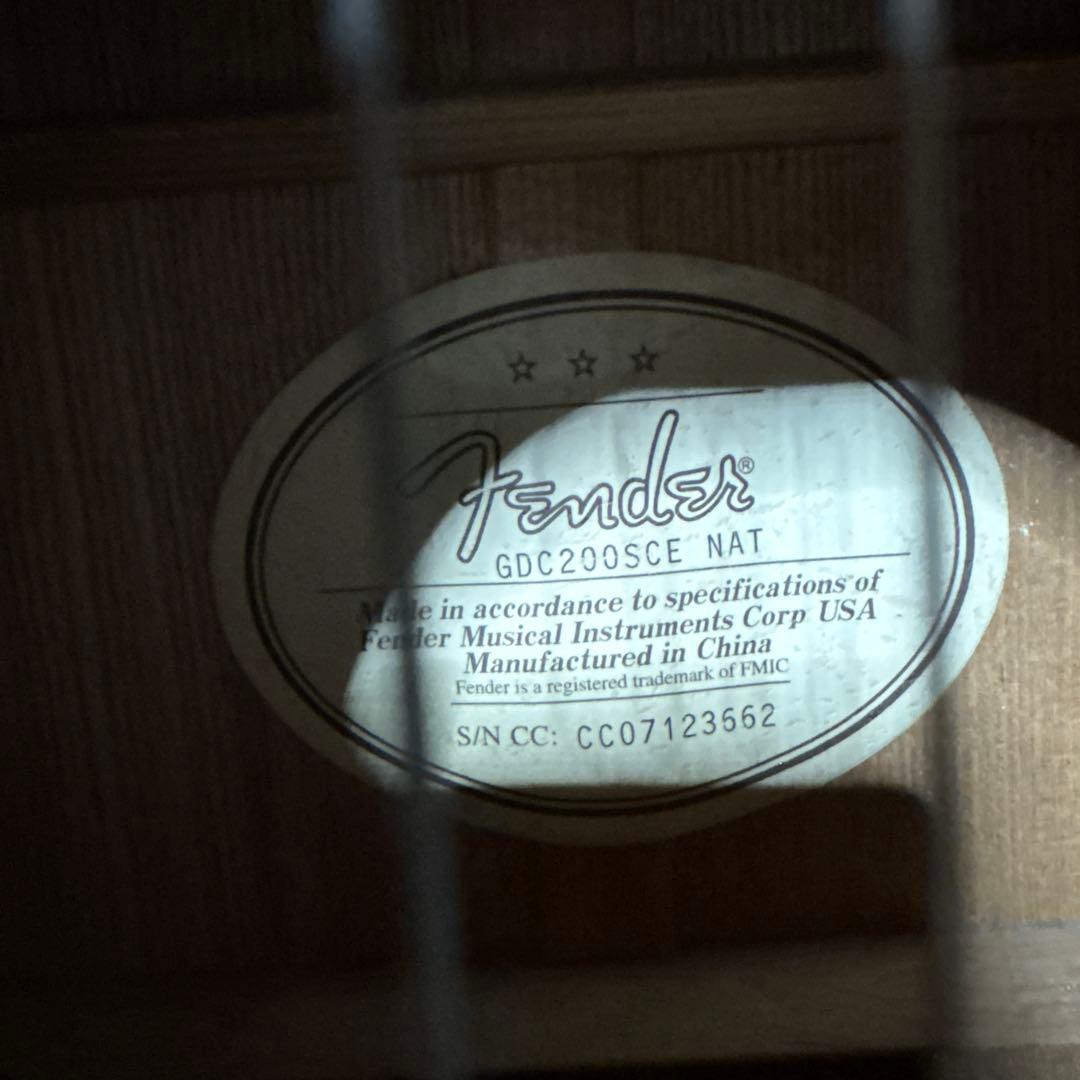 Fender®
GDC200SCE NAT
Made in accordance to specifications of
Fender Musical Instruments Corp USA
Manufactured in China
Fender is a registered trademark of FMIC
S/N CC: CC07123662